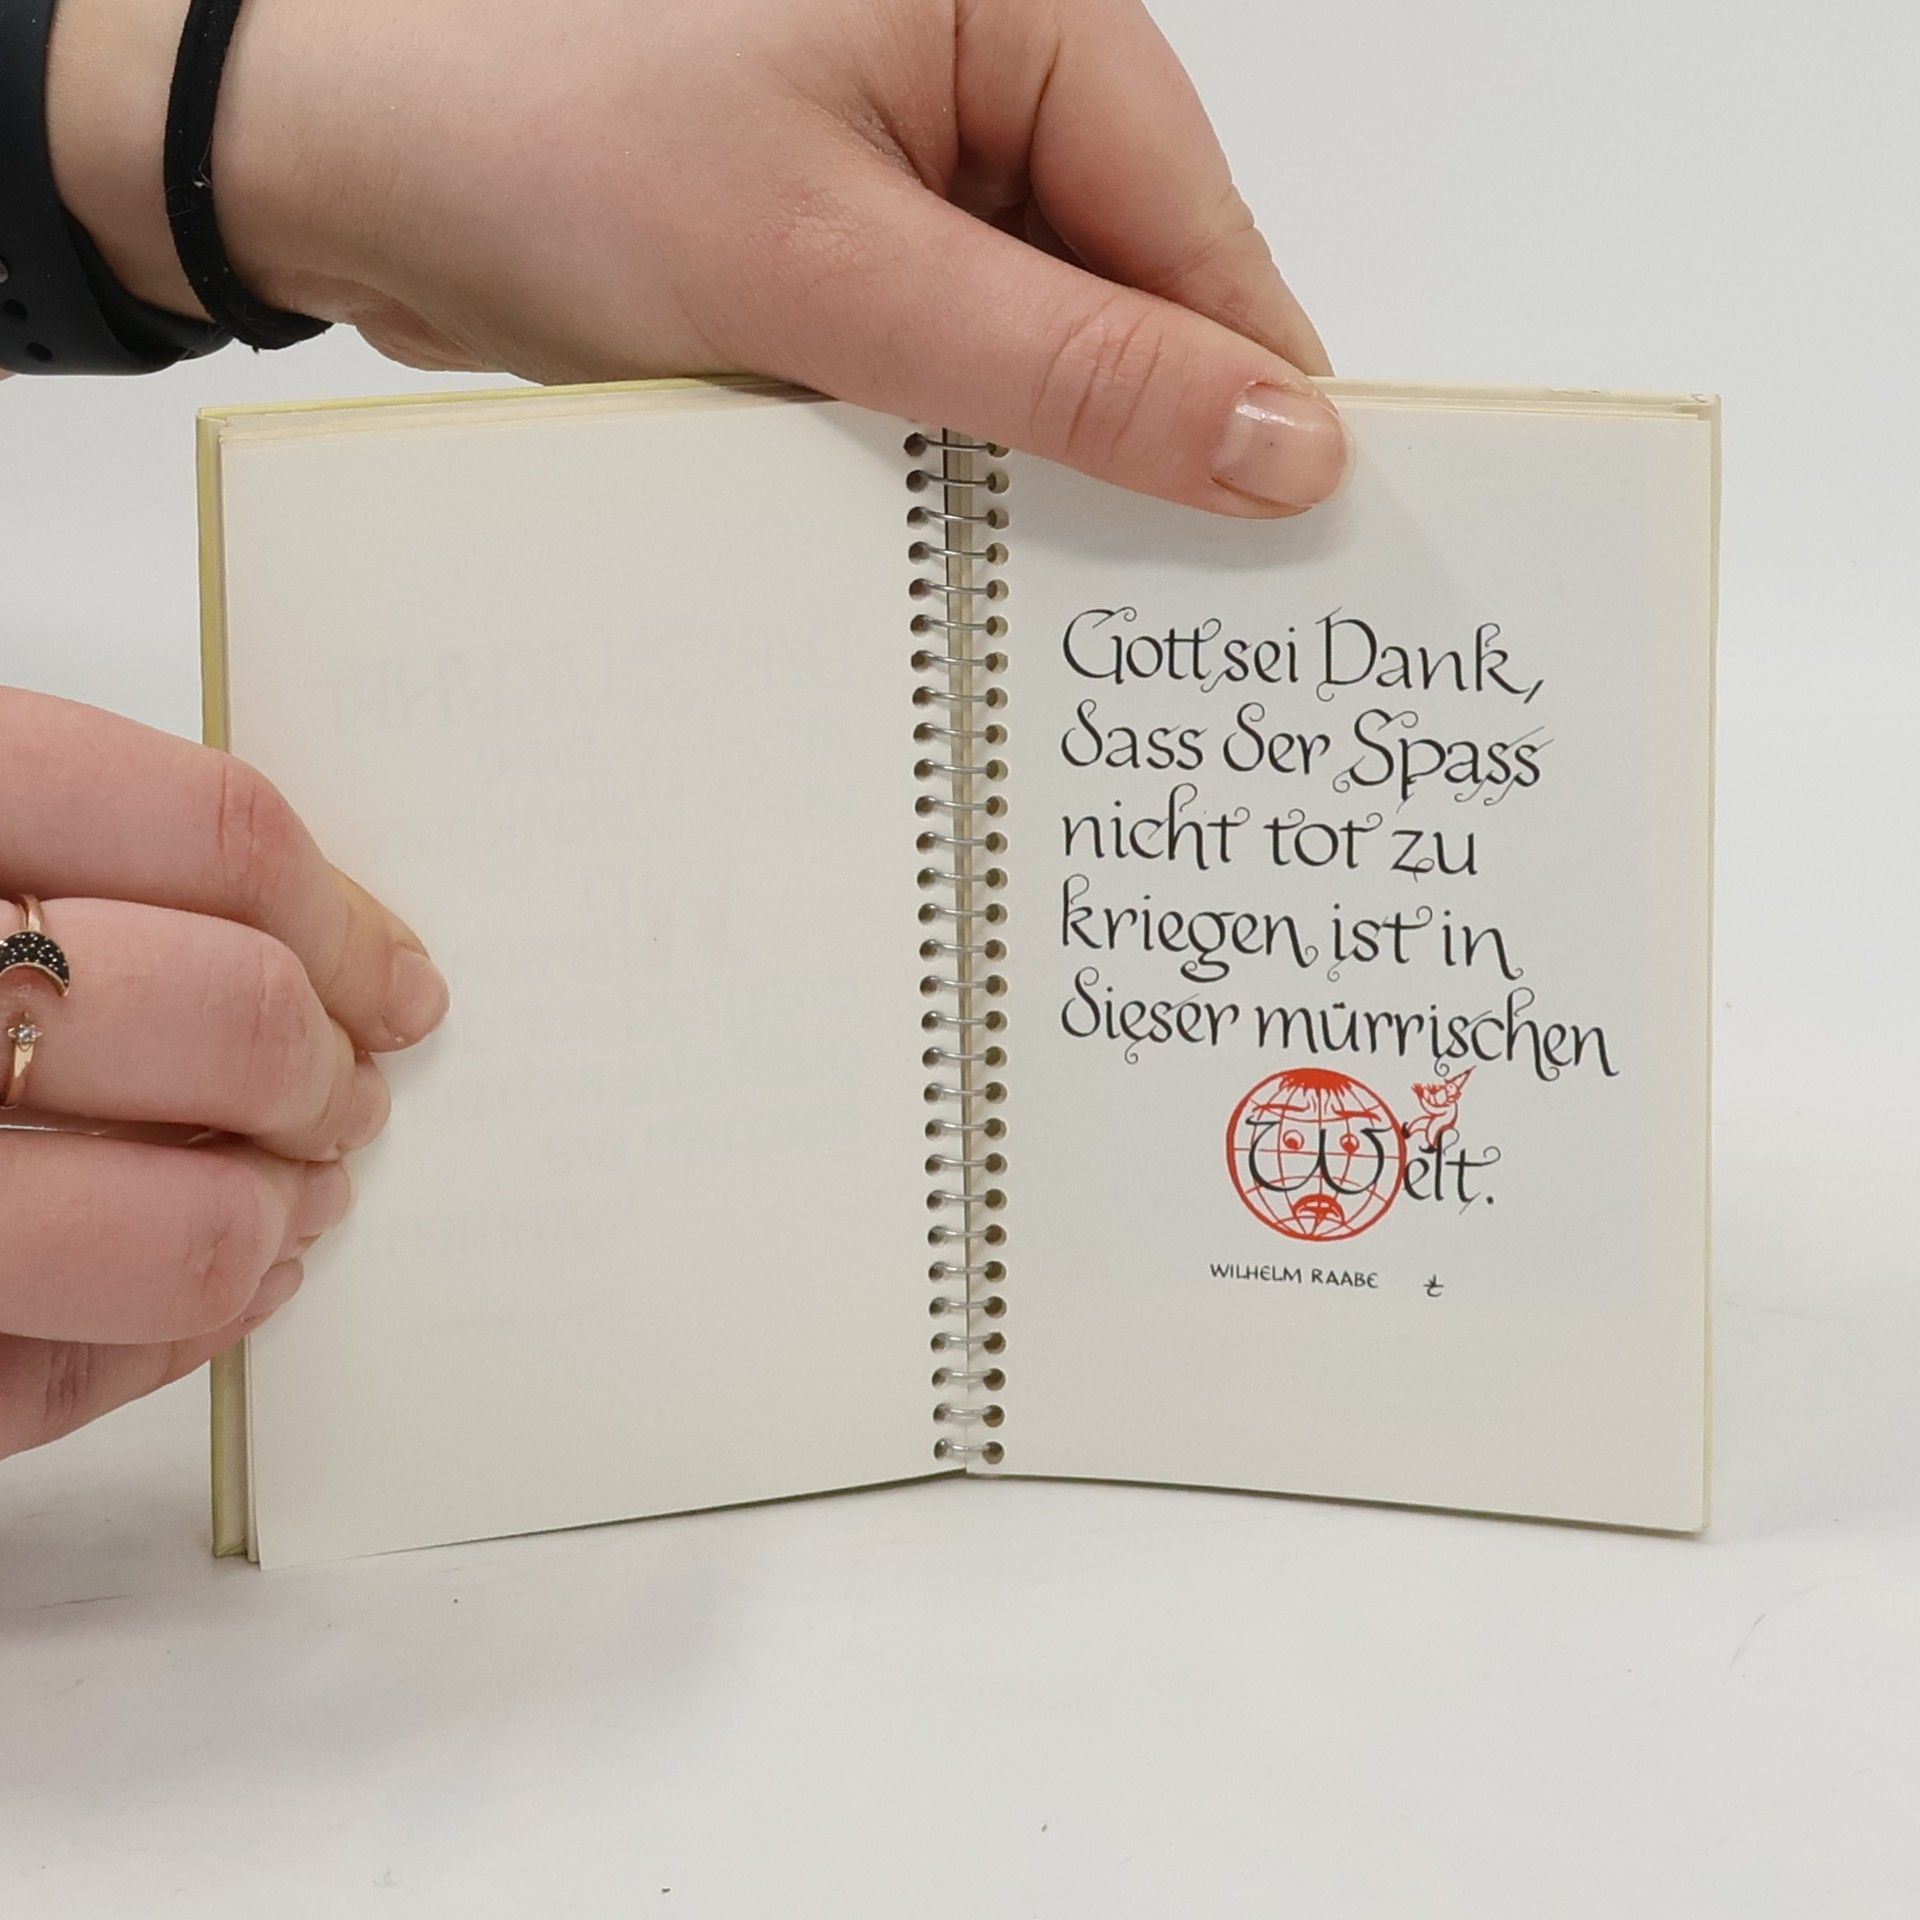 Gott sei Dank,
dass der Spass
nicht tot zu
kriegen ist in
dieser mürrischen
Welt.
WILHELM RAABE